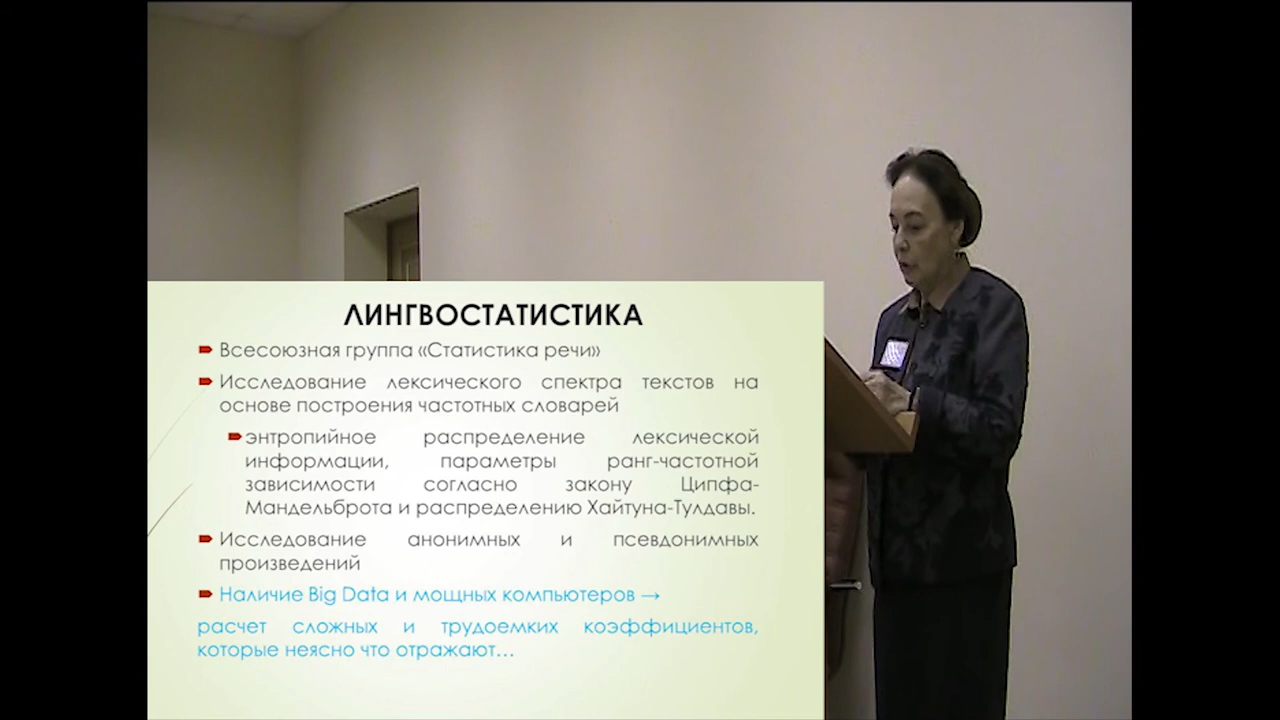 ЛИНГВОСТАТИСТИКА
Всесоюзная группа «Статистика речи»
Исследование лексического спектра текстов на
основе построения частотных словарей
энтропийное распределение лексической
информации, параметры ранг-частотной
зависимости согласно закону Ципфа-
Мандельброта и распределению Хайтуна-Тулдавы.
Исследование анонимных и псевдонимных
произведений
Наличие Big Data и мощных компьютеров →
расчет сложных и трудоемких коэффициентов,
которые неясно что отражают…